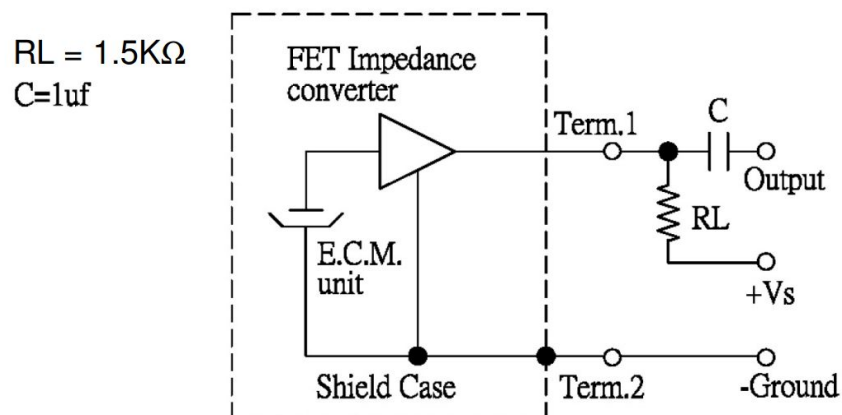 RL = 1.5KΩ
C=1uf
FET Impedance
converter
Term.1
C
Output
RL
E.C.M.
unit
+Vs
Shield Case
Term.2
-Ground